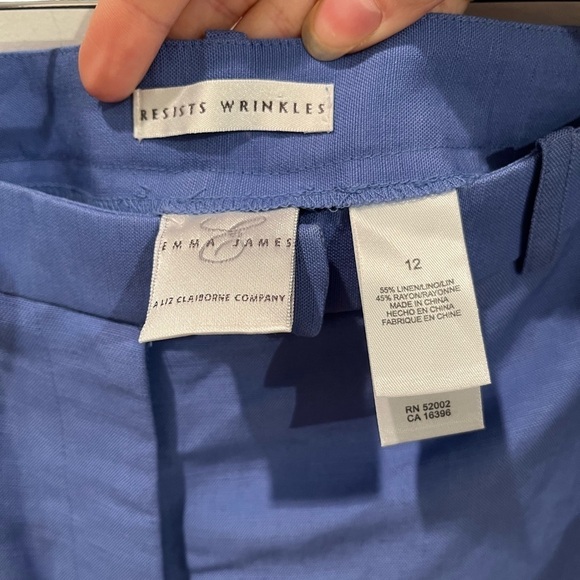 RESISTS WRINKLES
E
EMMA JAMES
A LIZ CLAIBORNE COMPANY
12
55% LINEN/LINO/LIN
45% RAYON/RAYONNE
MADE IN CHINA
HECHO EN CHINA
FABRIQUE EN CHINE
RN 52002
CA 16396